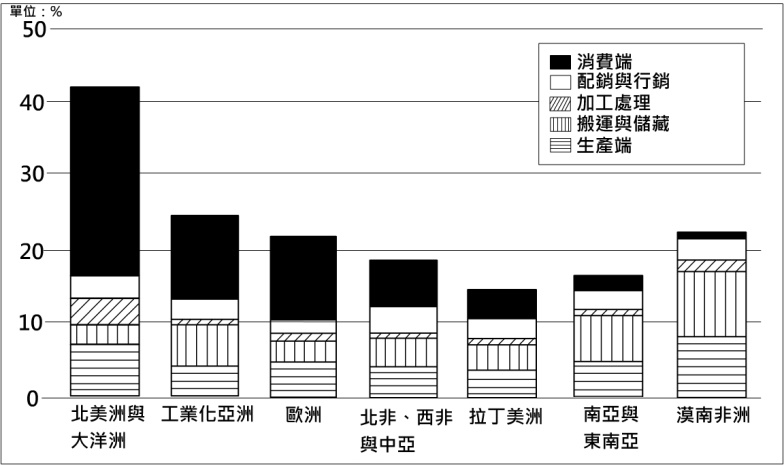 單位：%
50
40
30
20
10
0
消費端
配銷與行銷
加工處理
搬運與儲藏
生產端
北美洲與
大洋洲
工業化亞洲
歐洲
北非、西非
與中亞
拉丁美洲
南亞與
東南亞
漠南非洲